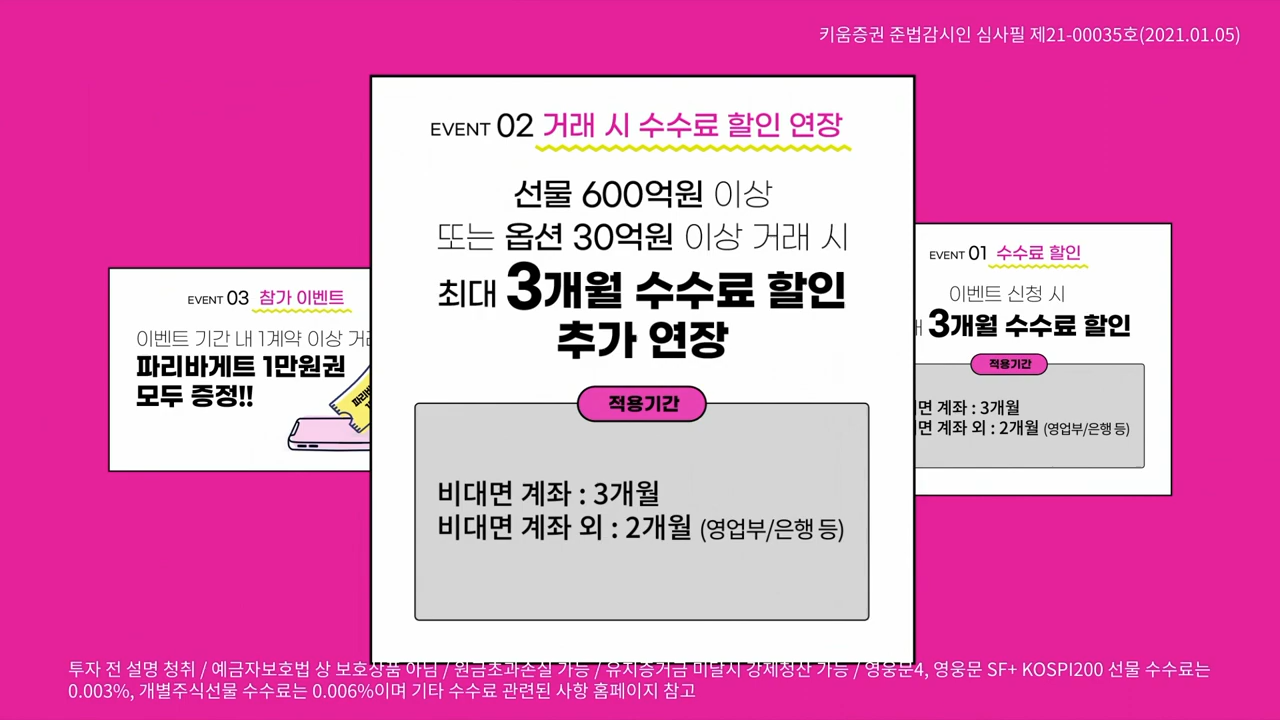 키움증권 준법감시인 심사필 제21-00035호(2021.01.05)
EVENT 02 거래 시 수수료 할인 연장
선물 600억원 이상
또는 옵션 30억원 이상 거래 시
최대 3개월 수수료 할인
추가 연장
적용기간
비대면 계좌 : 3개월
비대면 계좌 외 : 2개월 (영업부/은행 등)
EVENT 03 참가 이벤트
이벤트 기간 내 1계약 이상
파리바게트 1만원권
모두 증정!!
EVENT 01 수수료 할인
이벤트 신청 시
3개월 수수료 할인
적용기간
면 계좌 : 3개월
면 계좌 외 : 2개월 (영업부/은행 등)
투자 전 설명 청취 / 예금자보호법 상 보호상품 아님 / 원금초과손실 가능 / 유지증거금 미달시 강제청산 가능 / 영웅문4, 영웅문 SF+ KOSPI200 선물 수수료는
0.003%, 개별주식선물 수수료는 0.006%이며 기타 수수료 관련된 사항 홈페이지 참고